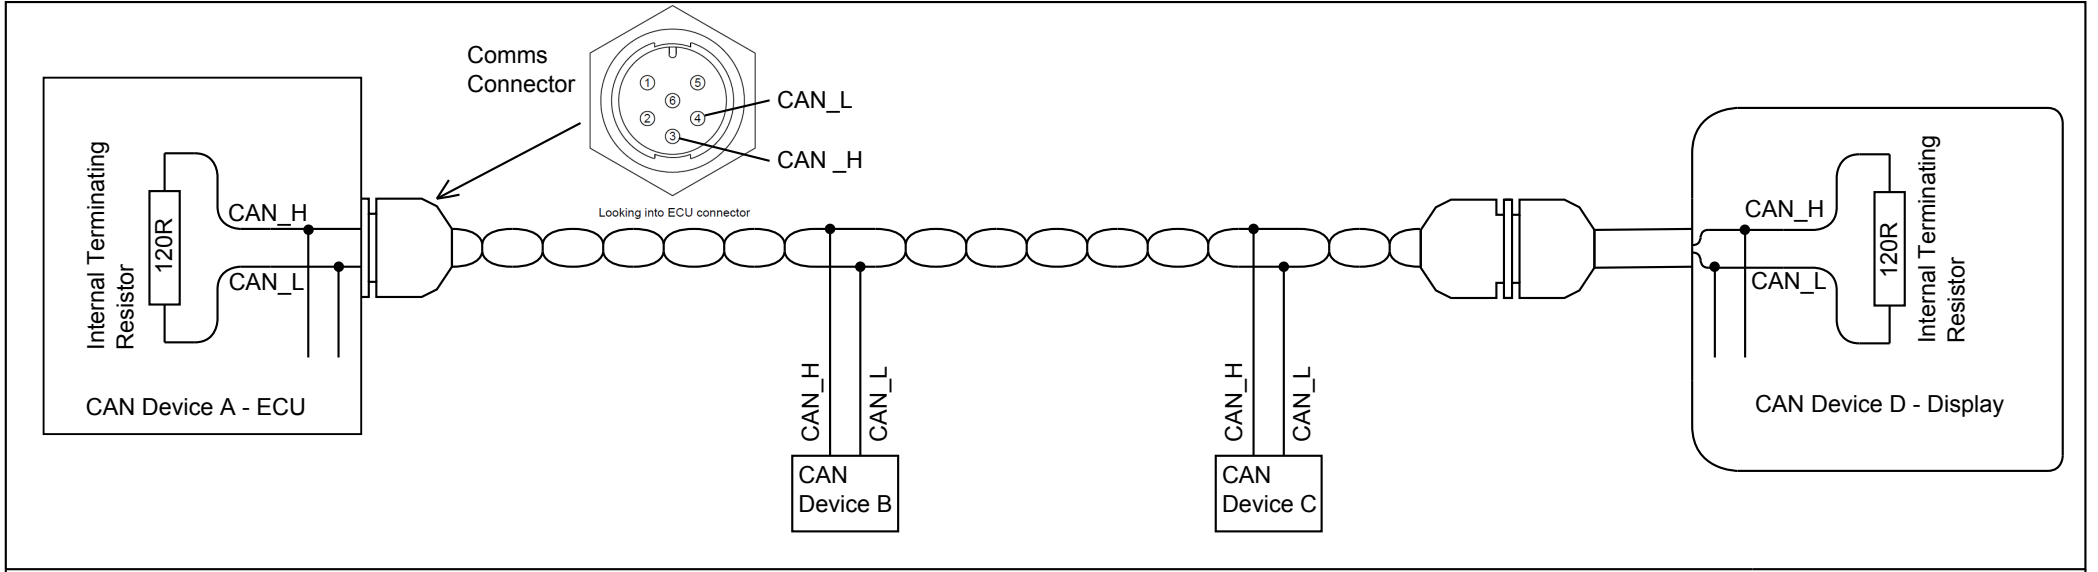 Comms
Connector
1
5
6
2
4
3
CAN_L
CAN _H
Looking into ECU connector
Internal Terminating
Resistor
120R
CAN_H
CAN_L
CAN Device A - ECU
CAN_H
CAN_L
CAN
Device B
CAN_H
CAN_L
CAN
Device C
CAN_H
CAN_L
120R
Internal Terminating
Resistor
CAN Device D - Display